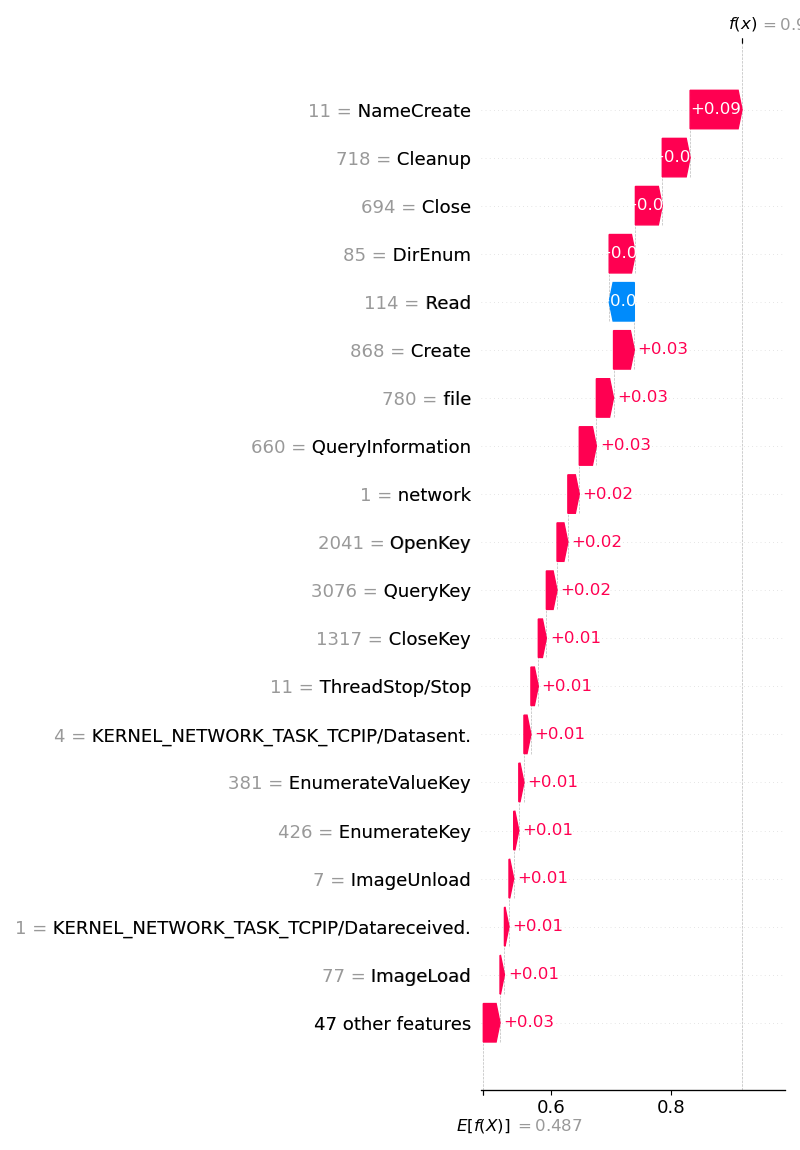 f(x) = 0.9
11 = NameCreate
+0.09
718 = Cleanup
694 = Close
85 = DirEnum
114 = Read
868 = Create
+0.03
780 = file
+0.03
660 = QueryInformation
+0.03
1 = network
+0.02
2041 = OpenKey
+0.02
3076 = QueryKey
+0.02
1317 = CloseKey
+0.01
11 = ThreadStop/Stop
+0.01
4 = KERNEL_NETWORK_TASK_TCPIP/Datasent.
+0.01
381 = EnumerateValueKey
+0.01
426 = EnumerateKey
+0.01
7 = ImageUnload
+0.01
1 = KERNEL_NETWORK_TASK_TCPIP/Datareceived.
+0.01
77 = ImageLoad
+0.01
47 other features
+0.03
0.6
0.8
E[f(X)] = 0.487